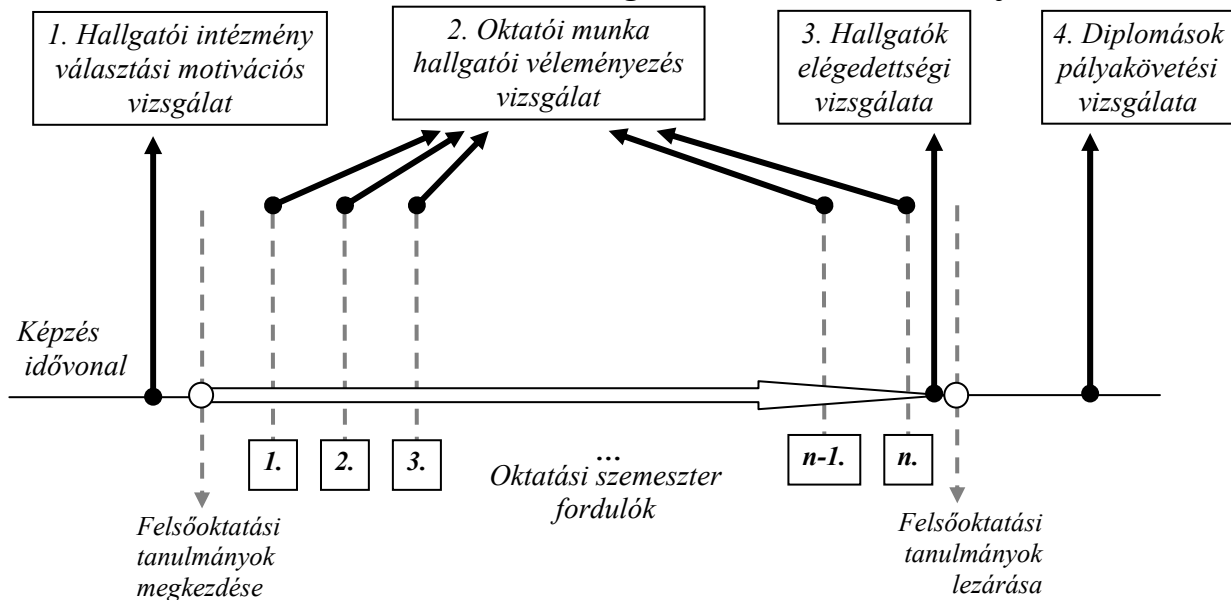 1. Hallgatói intézmény
választási motivációs
vizsgálat
2. Oktatói munka
hallgatói véleményezés
vizsgálat
3. Hallgatók
elégedettségi
vizsgálata
4. Diplomások
pályakövetési
vizsgálata
Képzés
idővonal
1.
2.
3.
...
Oktatási szemeszter
fordulók
n-1.
n.
Felsőoktatási
tanulmányok
megkezdése
Felsőoktatási
tanulmányok
lezárása